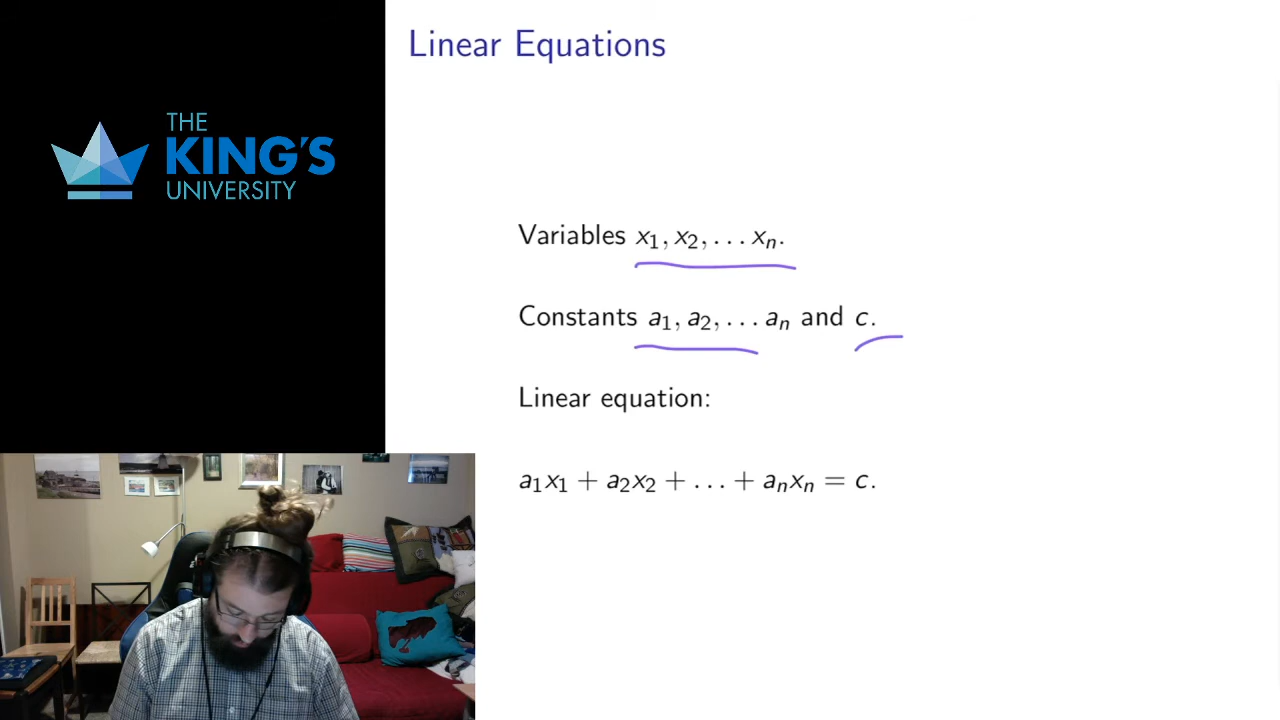 THE
KING'S
UNIVERSITY
Linear Equations
Variables x₁, x₂, . . . xₙ.
Constants a₁, a₂, . . . aₙ and c.
Linear equation:
a₁x₁ + a₂x₂ + . . . + aₙxₙ = c.